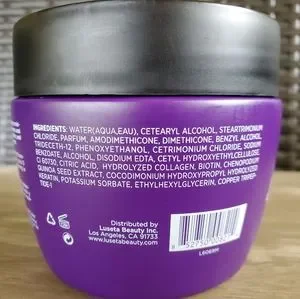 INGREDIENTS: WATER(AQUA,EAU), CETEARYL ALCOHOL, STEARTRIMONIUM
CHLORIDE, PARFUM, AMODIMETHICONE, DIMETHICONE, BENZYL ALCOHOL,
TRIDECETH-12, PHENOXYETHANOL, CETRIMONIUM CHLORIDE, SODIUM
BENZOATE, ALCOHOL, DISODIUM EDTA, CETYL HYDROXYETHYLCELLULOSE,
CI 60730, CITRIC ACID, HYDROLYZED COLLAGEN, BIOTIN, CHENOPODIUM
QUINOA SEED EXTRACT, COCODIMONIUM HYDROXYPROPYL HYDROLYZED
KERATIN, POTASSIUM SORBATE, ETHYLHEXYLGLYCERIN, COPPER TRIPEP-
TIDE-1
Distributed by
Luseta Beauty Inc.
Los Angeles, CA 91733
www.lusetabeauty.com